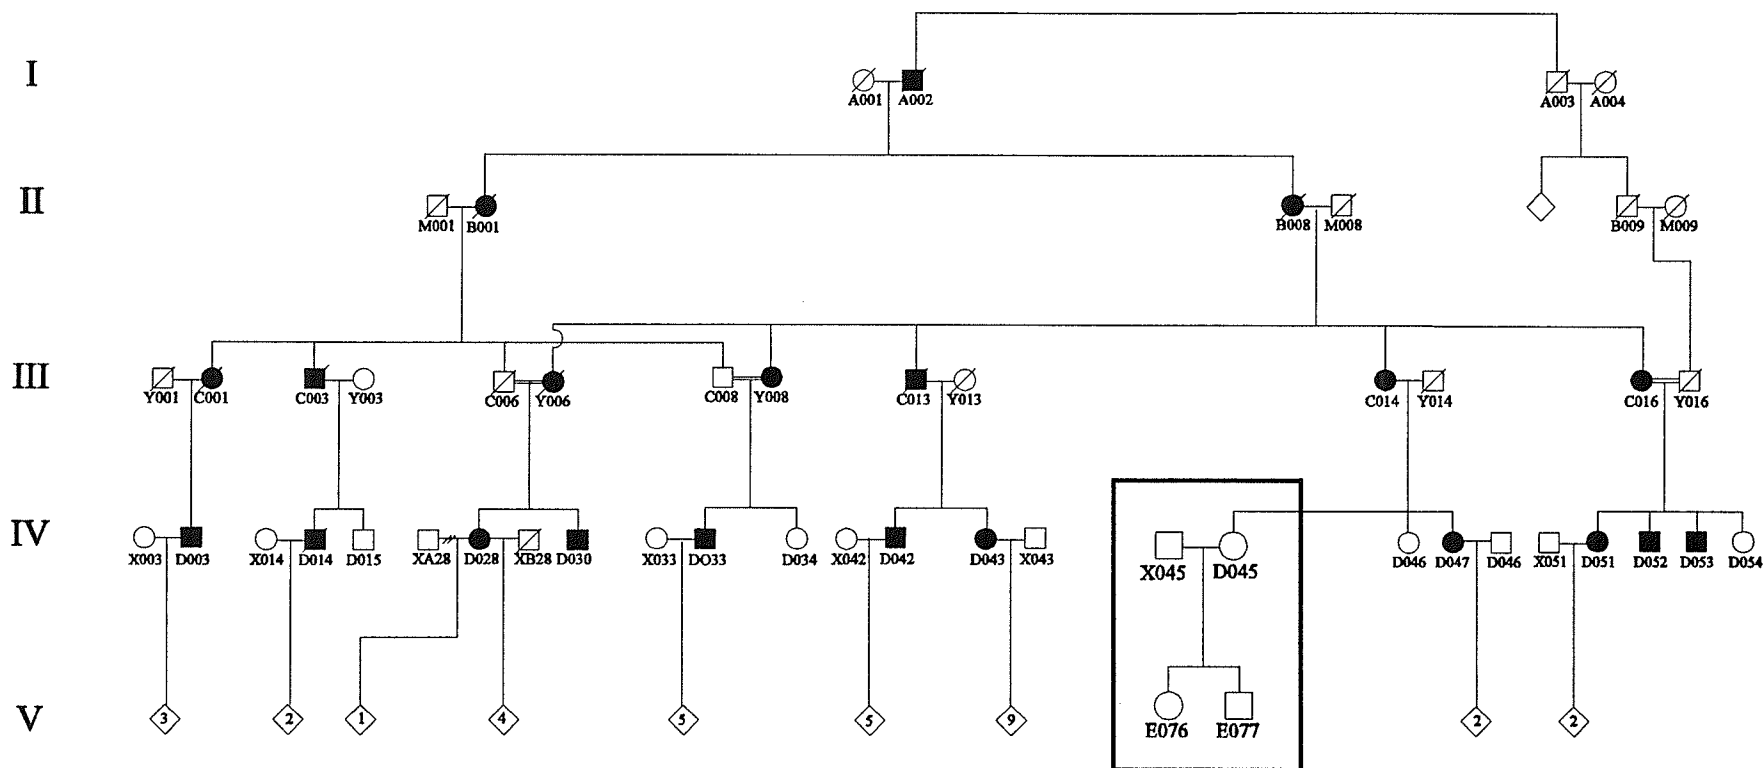 I
A001 A002 A003 A004
II
M001 B001 B008 M008 B009 M009
III
Y001 C001 C003 Y003 C006 Y006 C008 Y008 C013 Y013 C014 Y014 C016 Y016
IV
X003 D003 X014 D014 D015 XA28 D028 XB28 D030 X033 DO33 D034 X042 D042 D043 X043 X045 D045 D046 D047 D046 X051 D051 D052 D053 D054
V
3 2 1 4 5 5 9 2 2
E076 E077